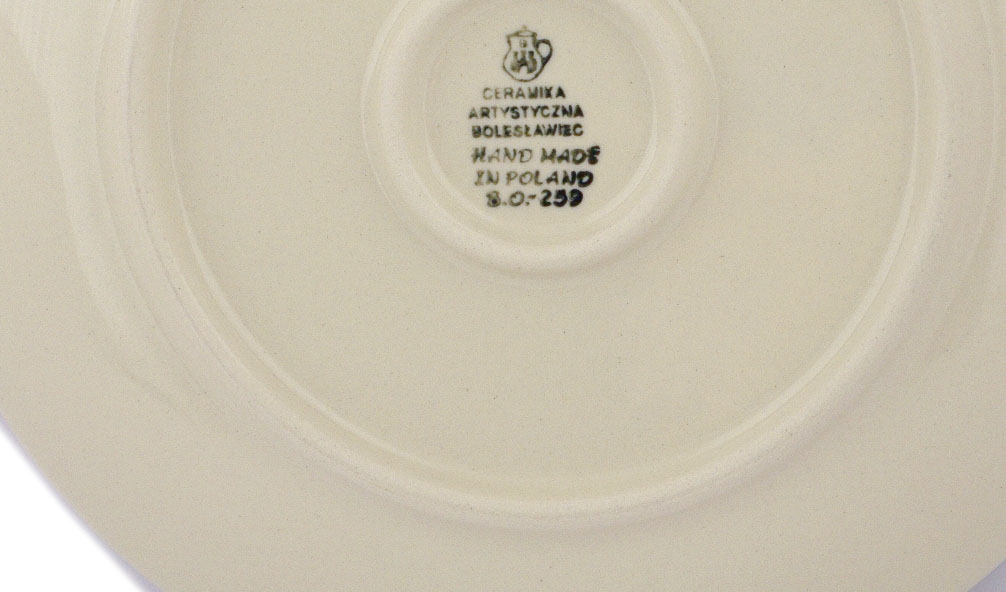 CERAMIKA
ARTYSTYCZNA
BOLESŁAWIEC
HAND MADE
IN POLAND
B.O.-259